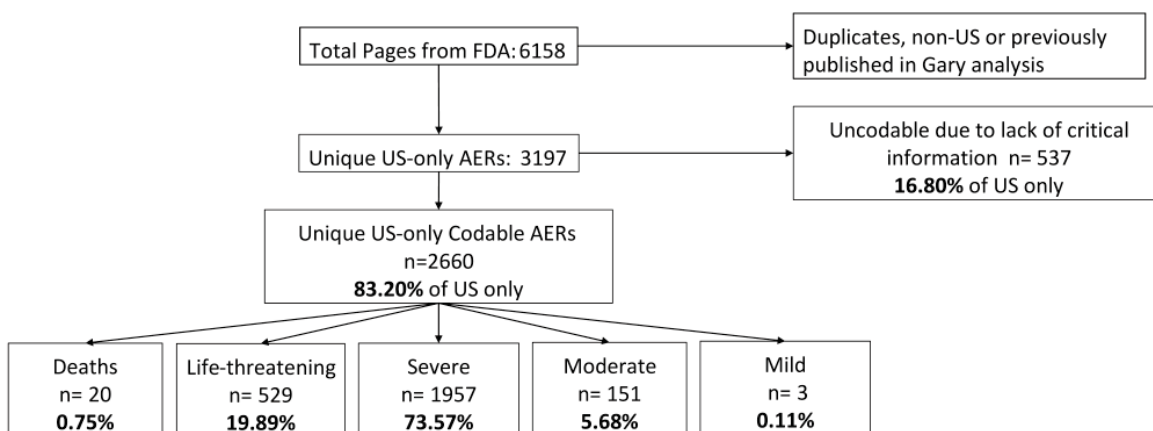 Total Pages from FDA: 6158
Duplicates, non-US or previously
published in Gary analysis
Unique US-only AERs: 3197
Uncodable due to lack of critical
information n= 537
16.80% of US only
Unique US-only Codable AERs
n=2660
83.20% of US only
Deaths
n= 20
0.75%
Life-threatening
n= 529
19.89%
Severe
n= 1957
73.57%
Moderate
n= 151
5.68%
Mild
n= 3
0.11%